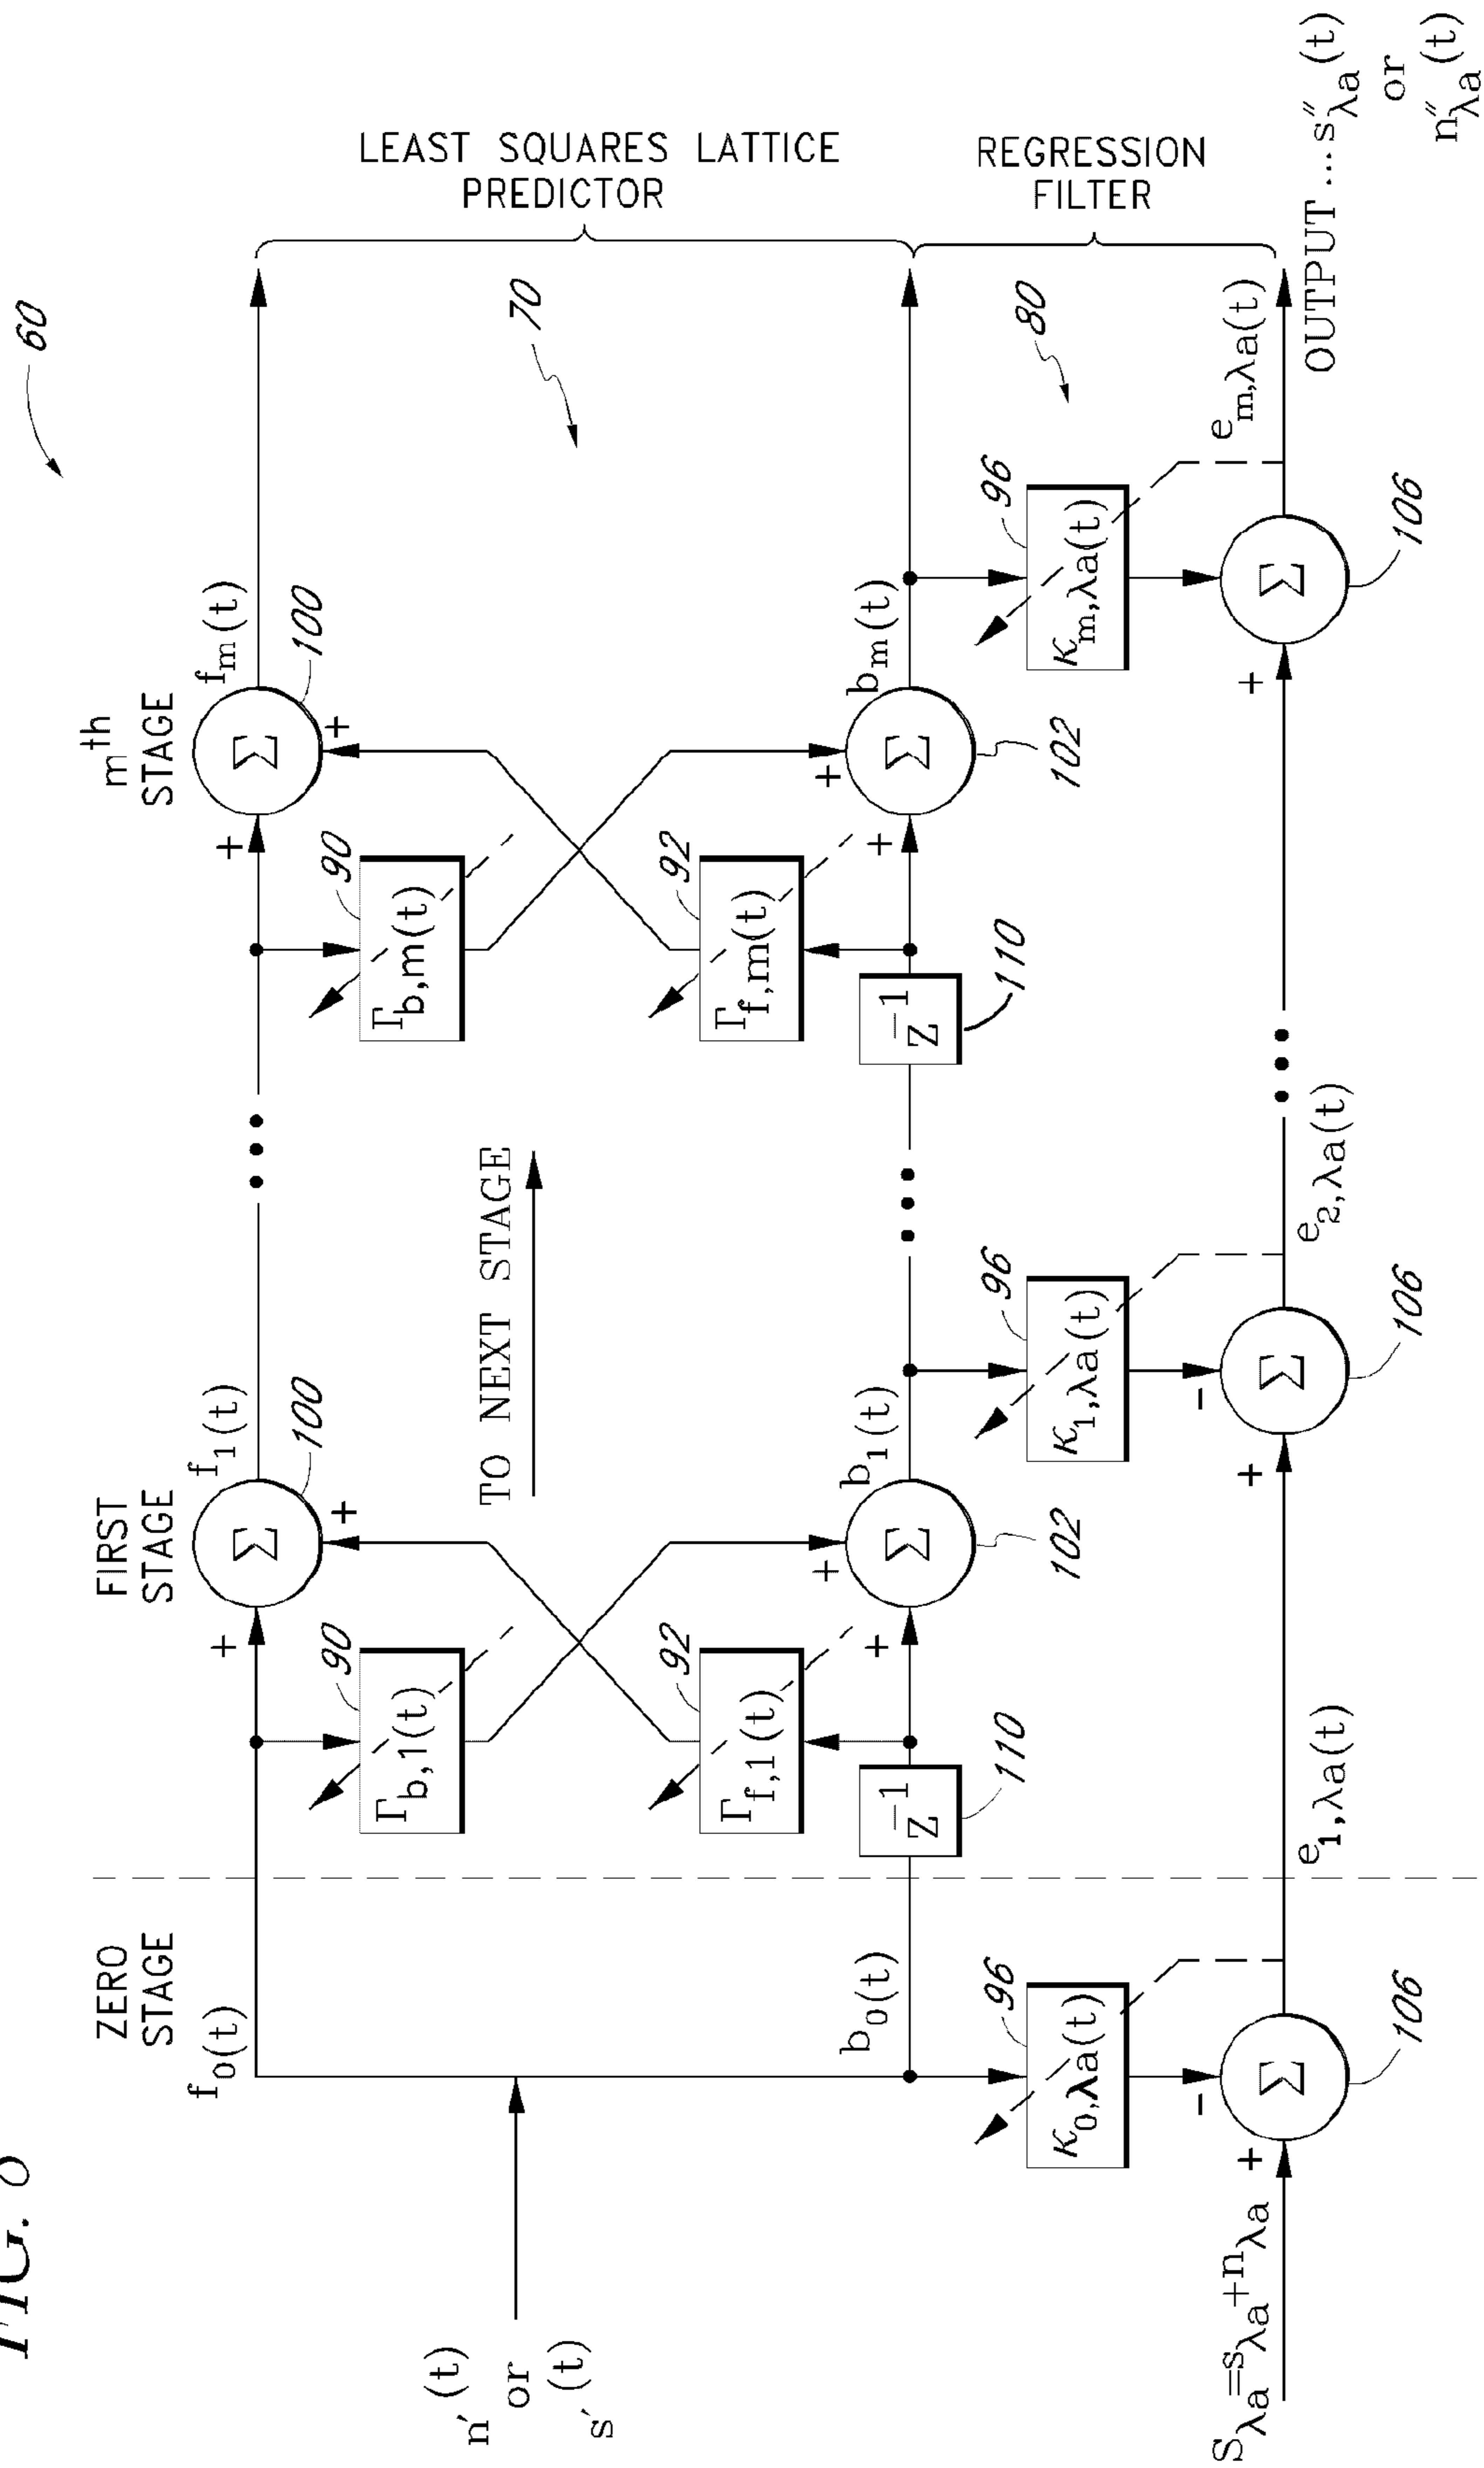 FIG.
60
ZERO
STAGE
FIRST
STAGE
mᵗʰ
STAGE
f₀(t)
f₁(t)
fₘ(t)
+
Σ
100
+
+
Σ
100
+
90
Γb,1(t)
90
Γb,m(t)
LEAST SQUARES LATTICE
PREDICTOR
n′(t)
or
s′(t)
TO NEXT STAGE
70
92
Γf,1(t)
92
Γf,m(t)
b₀(t)
z⁻¹
110
+
+
Σ
102
b₁(t)
z⁻¹
110
+
+
Σ
102
bₘ(t)
REGRESSION
FILTER
80
96
κ0,λa(t)
96
κ1,λa(t)
96
κm,λa(t)
Sλa=sλa+nλa
+
-
Σ
106
e1,λa(t)
+
-
Σ
106
e2,λa(t)
+
Σ
106
em,λa(t)
OUTPUT ... s″λa(t)
or
n″λa(t)